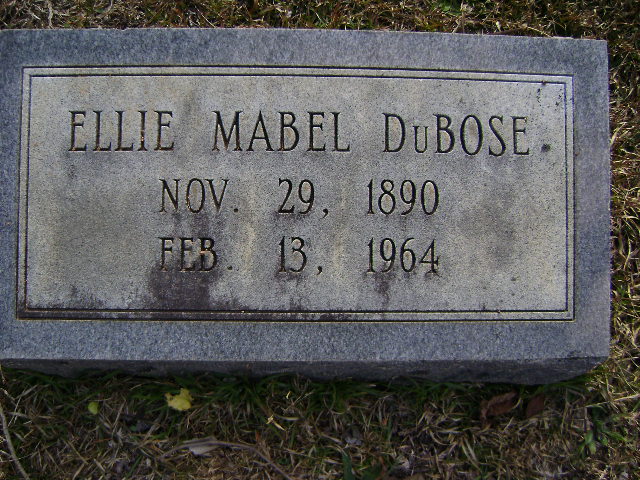 ELLIE MABEL DuBOSE
NOV. 29, 1890
FEB. 13, 1964